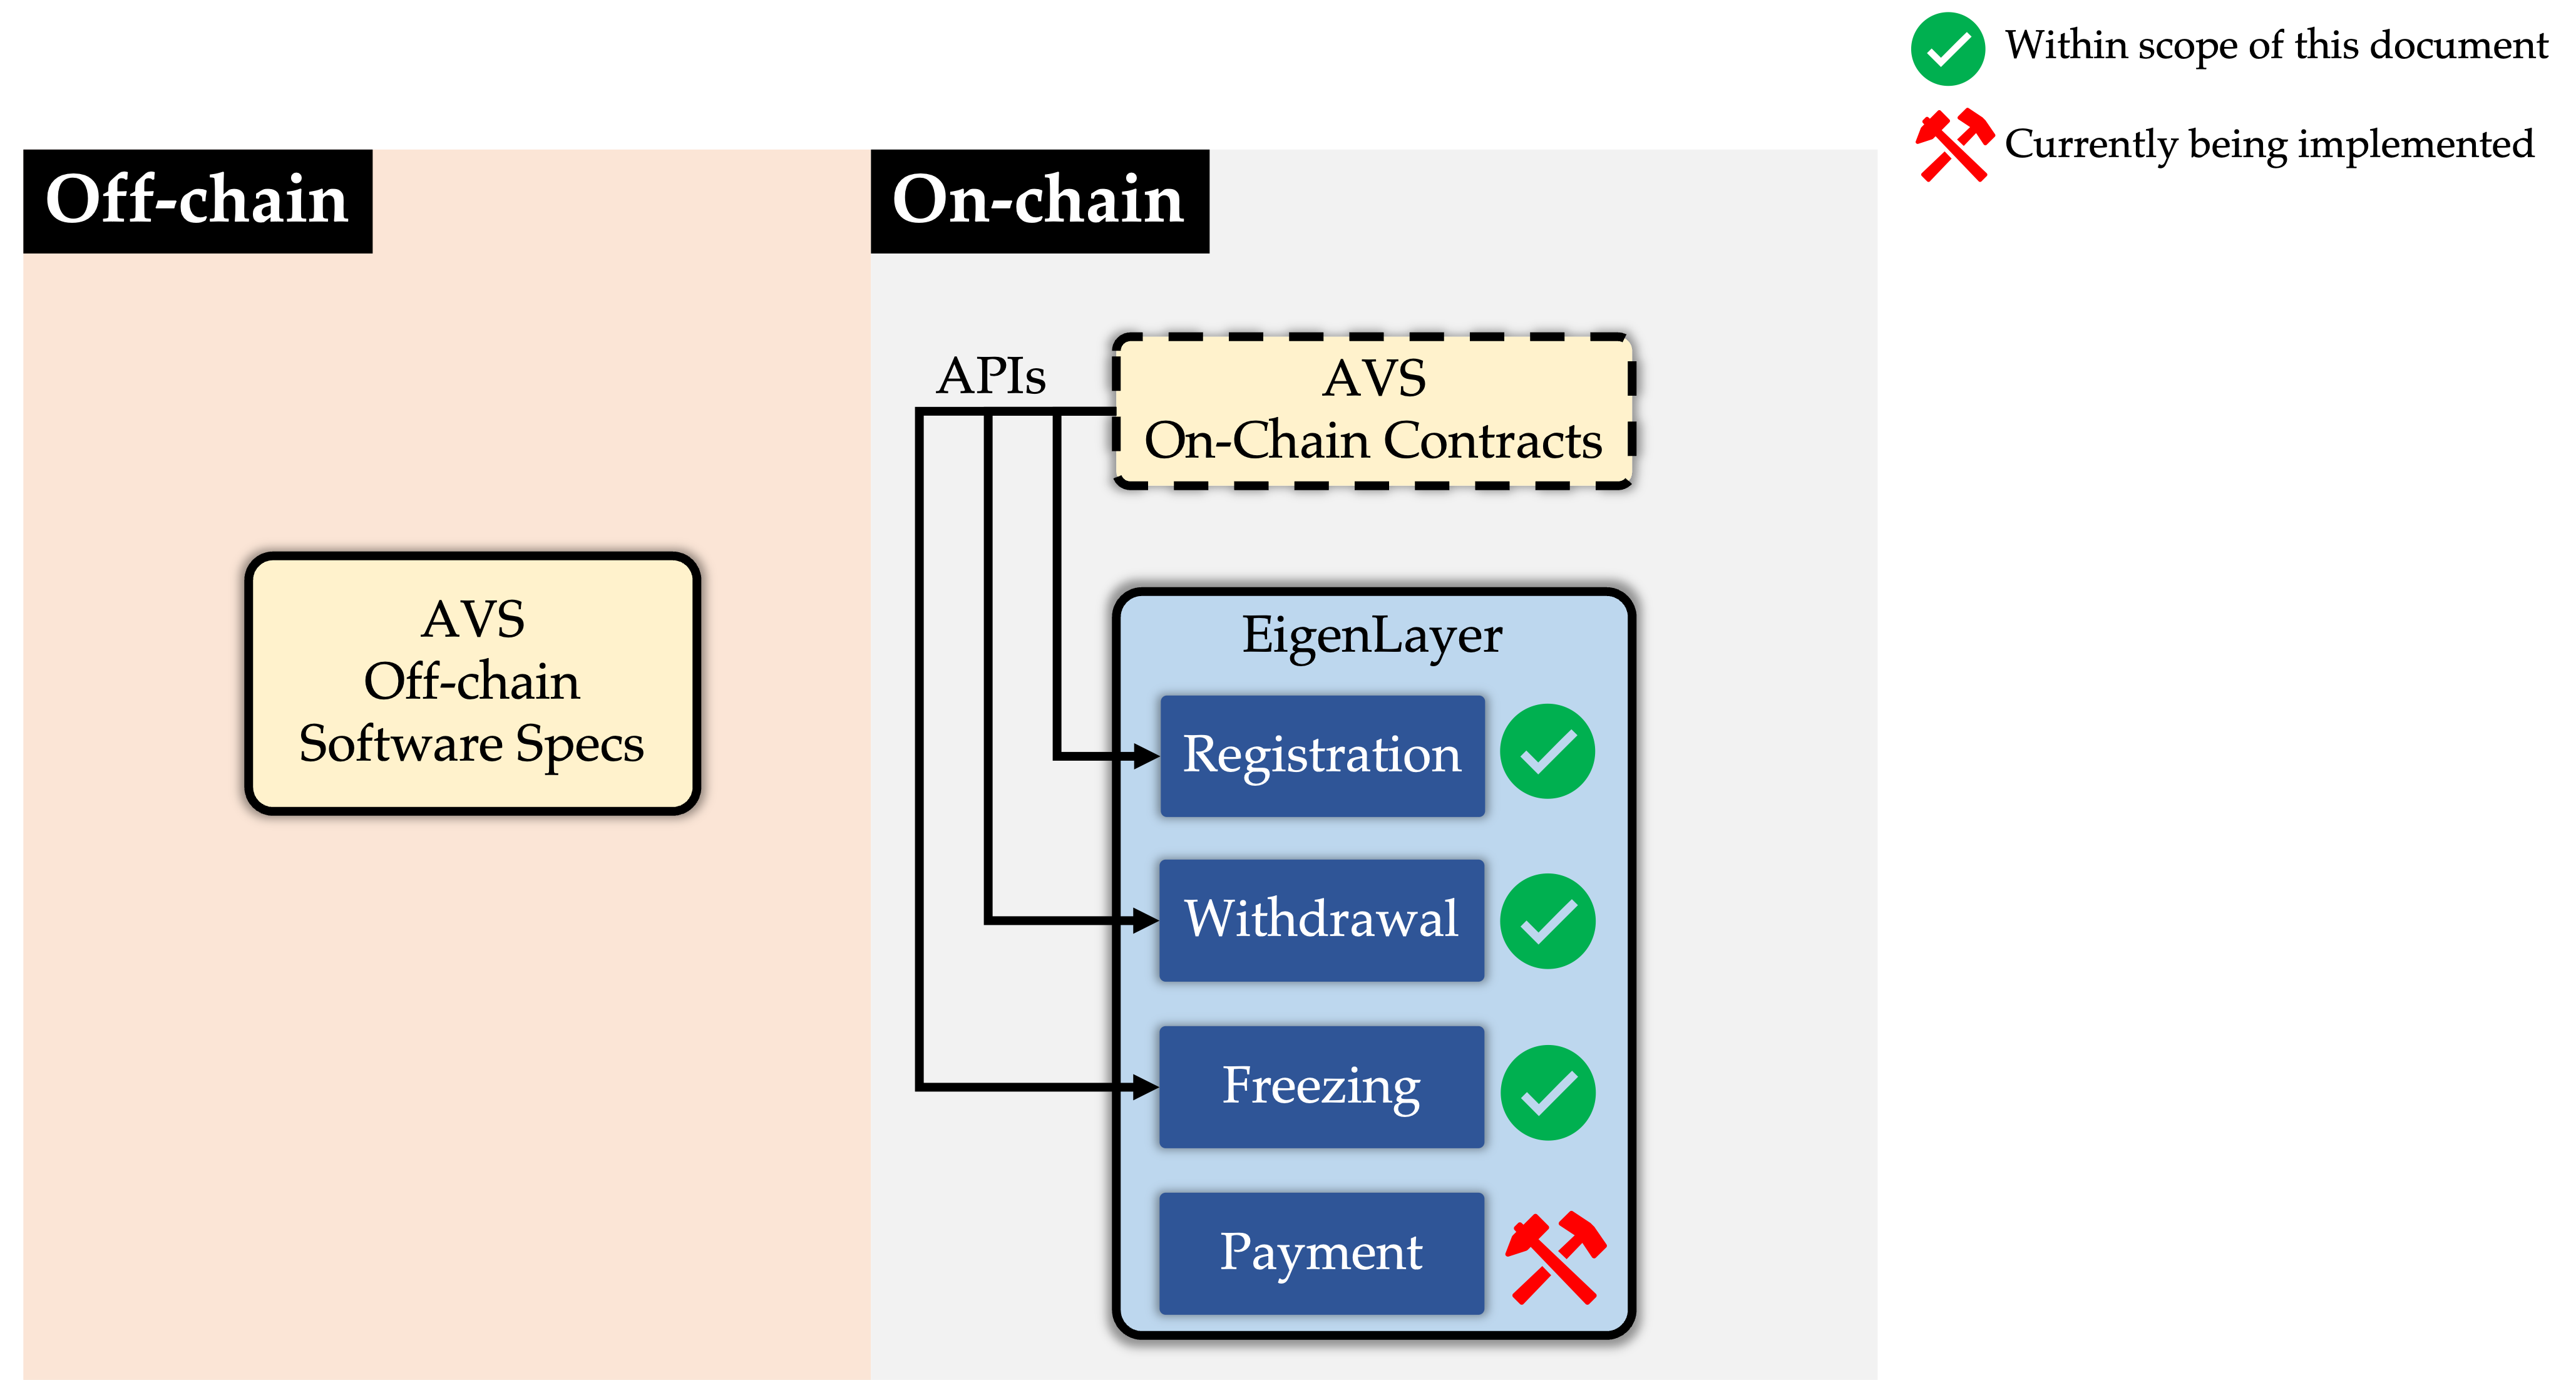 Within scope of this document
Currently being implemented
Off-chain
On-chain
APIs
AVS
On-Chain Contracts
AVS
Off-chain
Software Specs
EigenLayer
Registration
Withdrawal
Freezing
Payment